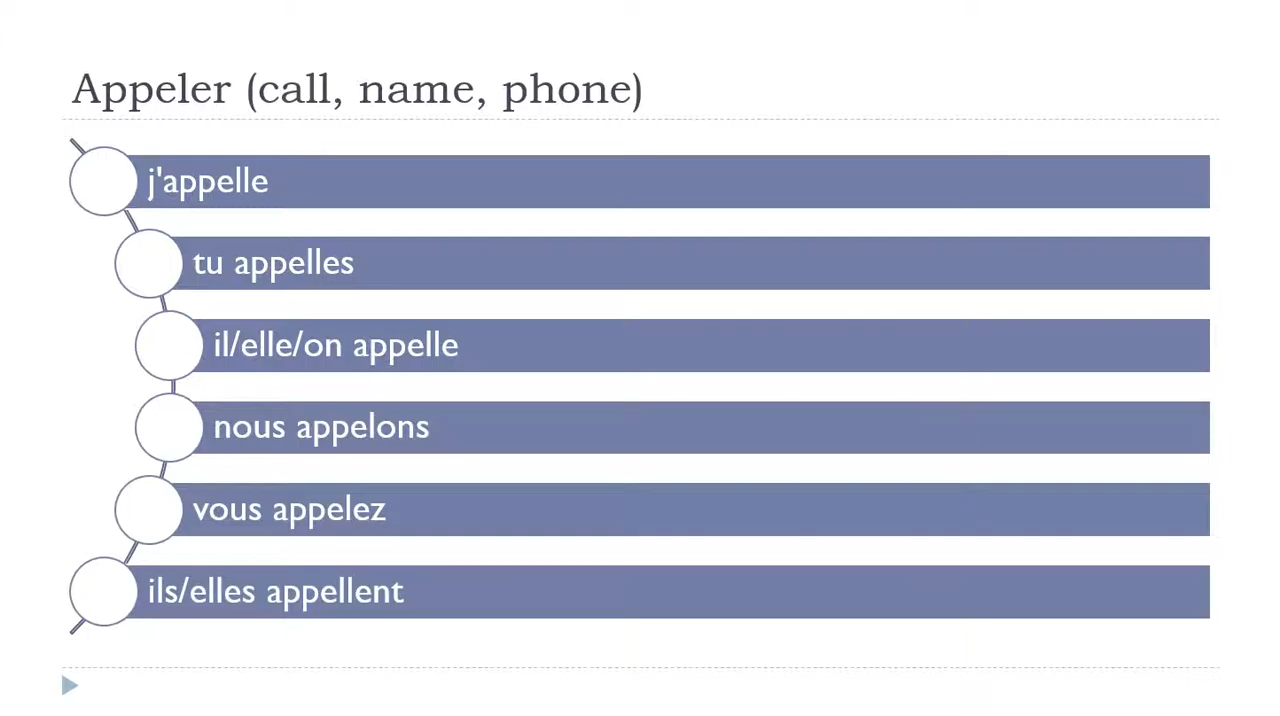 Appeler (call, name, phone)
j'appelle
tu appelles
il/elle/on appelle
nous appelons
vous appelez
ils/elles appellent